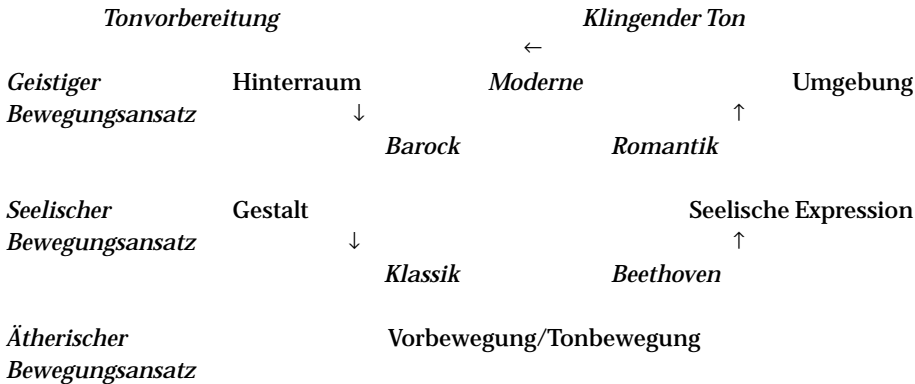 Tonvorbereitung Klingender Ton
←
Geistiger Hinterraum Moderne Umgebung
Bewegungsansatz ↓ ↑
Barock Romantik
Seelischer Gestalt Seelische Expression
Bewegungsansatz ↓ ↑
Klassik Beethoven
Ätherischer Vorbewegung/Tonbewegung
Bewegungsansatz